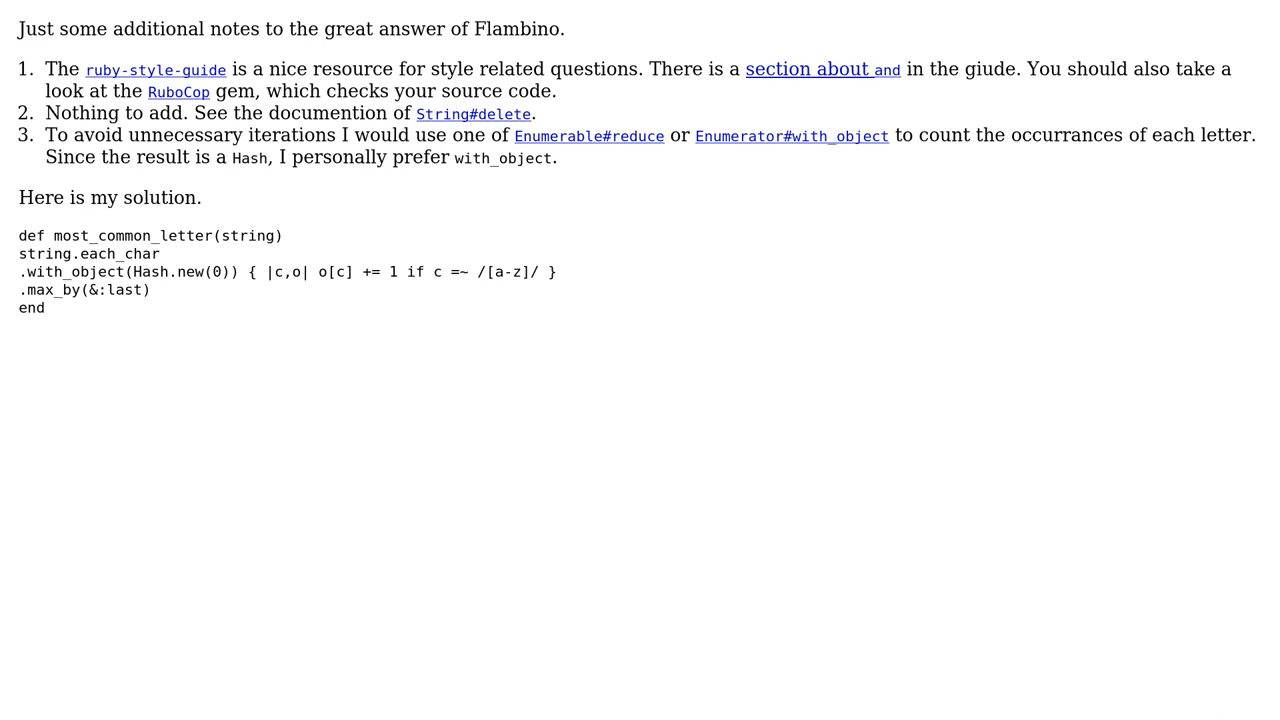 Just some additional notes to the great answer of Flambino.
1. The ruby-style-guide is a nice resource for style related questions. There is a section about and in the giude. You should also take a
look at the RuboCop gem, which checks your source code.
2. Nothing to add. See the documention of String#delete.
3. To avoid unnecessary iterations I would use one of Enumerable#reduce or Enumerator#with_object to count the occurrances of each letter.
Since the result is a Hash, I personally prefer with_object.
Here is my solution.
def most_common_letter(string)
string.each_char
.with_object(Hash.new(0)) { |c,o| o[c] += 1 if c =~ /[a-z]/ }
.max_by(&:last)
end